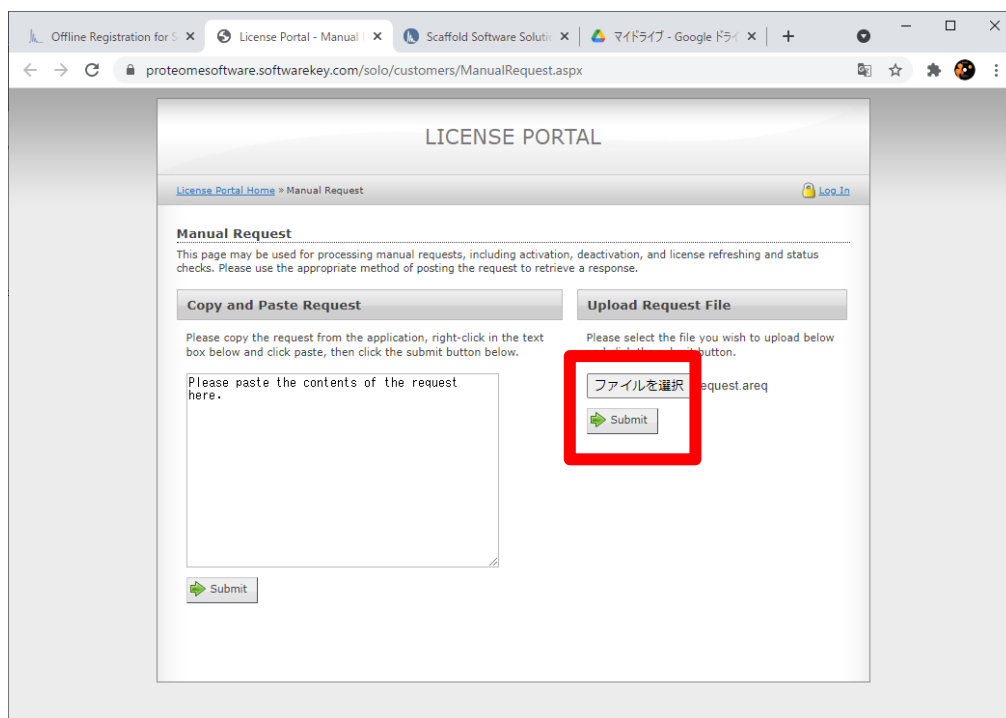 Offline Registration for S
License Portal - Manual
Scaffold Software Soluti
マイドライブ - Google ドラ
proteomesoftware.softwarekey.com/solo/customers/ManualRequest.aspx
LICENSE PORTAL
License Portal Home » Manual Request
Log In
Manual Request
This page may be used for processing manual requests, including activation, deactivation, and license refreshing and status
checks. Please use the appropriate method of posting the request to retrieve a response.
Copy and Paste Request
Upload Request File
Please copy the request from the application, right-click in the text
box below and click paste, then click the submit button below.
Please select the file you wish to upload below
button.
Please paste the contents of the request
here.
ファイルを選択
equest.areq
Submit
Submit